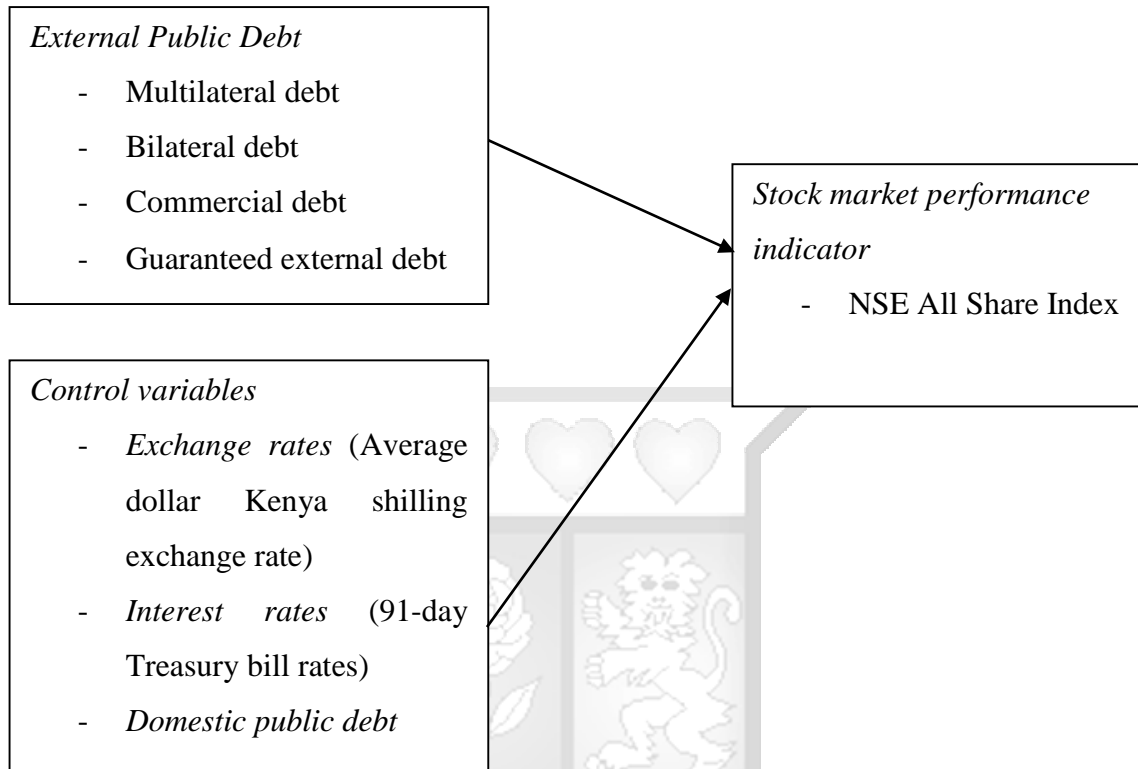 External Public Debt
- Multilateral debt
- Bilateral debt
- Commercial debt
- Guaranteed external debt
Stock market performance
indicator
- NSE All Share Index
Control variables
- Exchange rates (Average
dollar Kenya shilling
exchange rate)
- Interest rates (91-day
Treasury bill rates)
- Domestic public debt